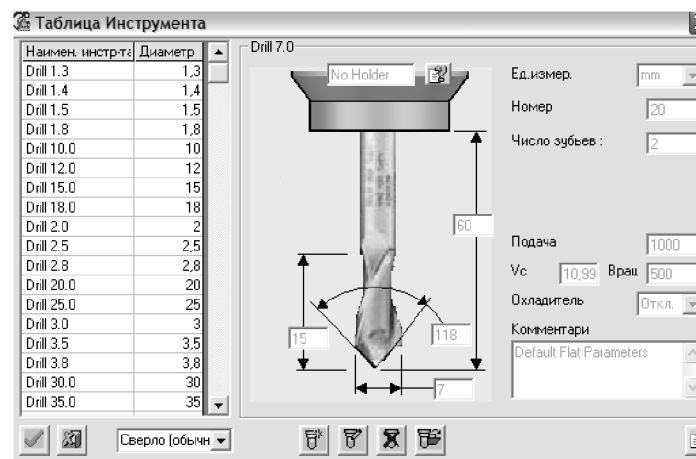 Таблица Инструмента
Наимен. инстр-та Диаметр
Drill 1.3 1,3
Drill 1.4 1,4
Drill 1.5 1,5
Drill 1.8 1,8
Drill 10.0 10
Drill 12.0 12
Drill 15.0 15
Drill 18.0 18
Drill 2.0 2
Drill 2.5 2,5
Drill 2.8 2,8
Drill 20.0 20
Drill 25.0 25
Drill 3.0 3
Drill 3.5 3,5
Drill 3.8 3,8
Drill 30.0 30
Drill 35.0 35
Сверло (обычн
Drill 7.0
No Holder
60
15
118
7
Ед.измер. mm
Номер 20
Число зубьев : 2
Подача 1000
Vc 10,99 Вращ 500
Охладитель Откл.
Комментари
Default Flat Parameters